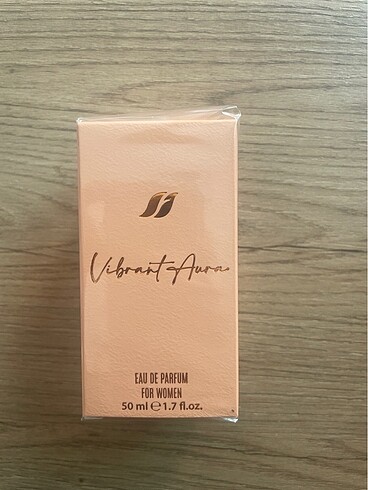 Vibrant Aura
EAU DE PARFUM
FOR WOMEN
50 ml ℮ 1.7 fl.oz.